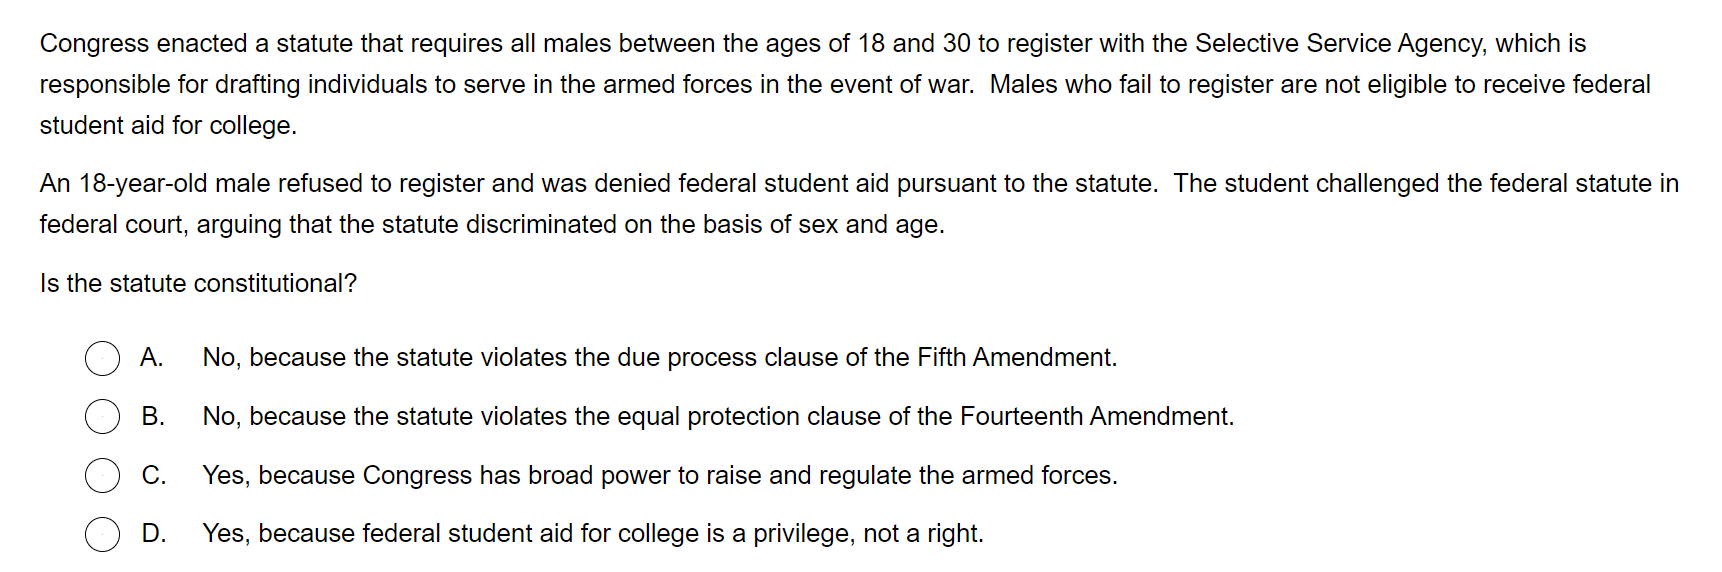 Congress enacted a statute that requires all males between the ages of 18 and 30 to register with the Selective Service Agency, which is
responsible for drafting individuals to serve in the armed forces in the event of war.  Males who fail to register are not eligible to receive federal
student aid for college.
An 18-year-old male refused to register and was denied federal student aid pursuant to the statute.  The student challenged the federal statute in
federal court, arguing that the statute discriminated on the basis of sex and age.
Is the statute constitutional?
A. No, because the statute violates the due process clause of the Fifth Amendment.
B. No, because the statute violates the equal protection clause of the Fourteenth Amendment.
C. Yes, because Congress has broad power to raise and regulate the armed forces.
D. Yes, because federal student aid for college is a privilege, not a right.